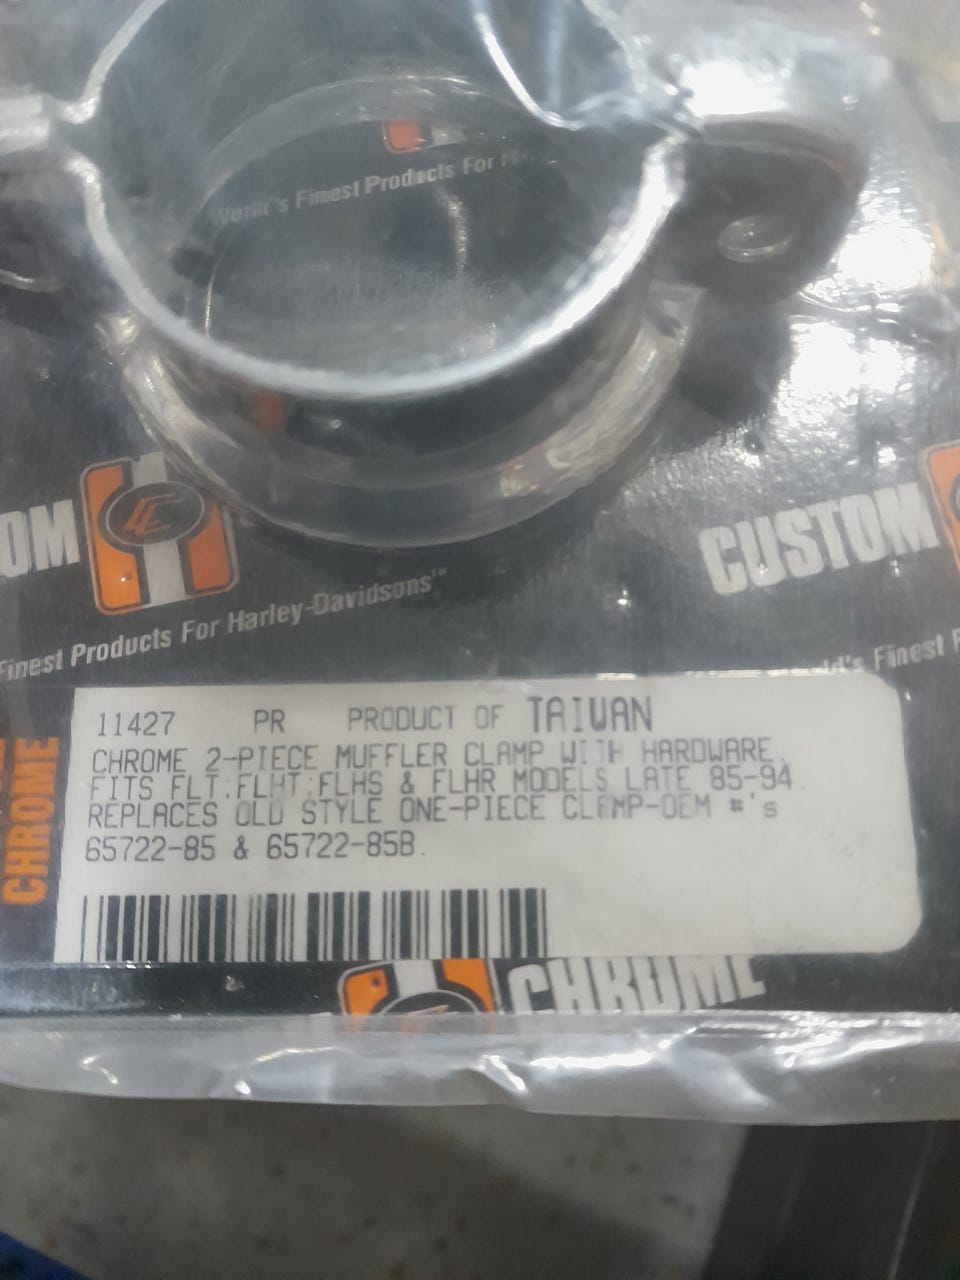 World's Finest Products For
OM
CUSTOM
Finest Products For Harley-Davidsons™
Finest
11427 PR PRODUCT OF TAIWAN
CHROME 2-PIECE MUFFLER CLAMP WITH HARDWARE.
FITS FLT;FLHT;FLHS & FLHR MODELS LATE 85-94.
REPLACES OLD STYLE ONE-PIECE CLAMP-OEM #'s
65722-85 & 65722-85B.
CHROME
CHROME